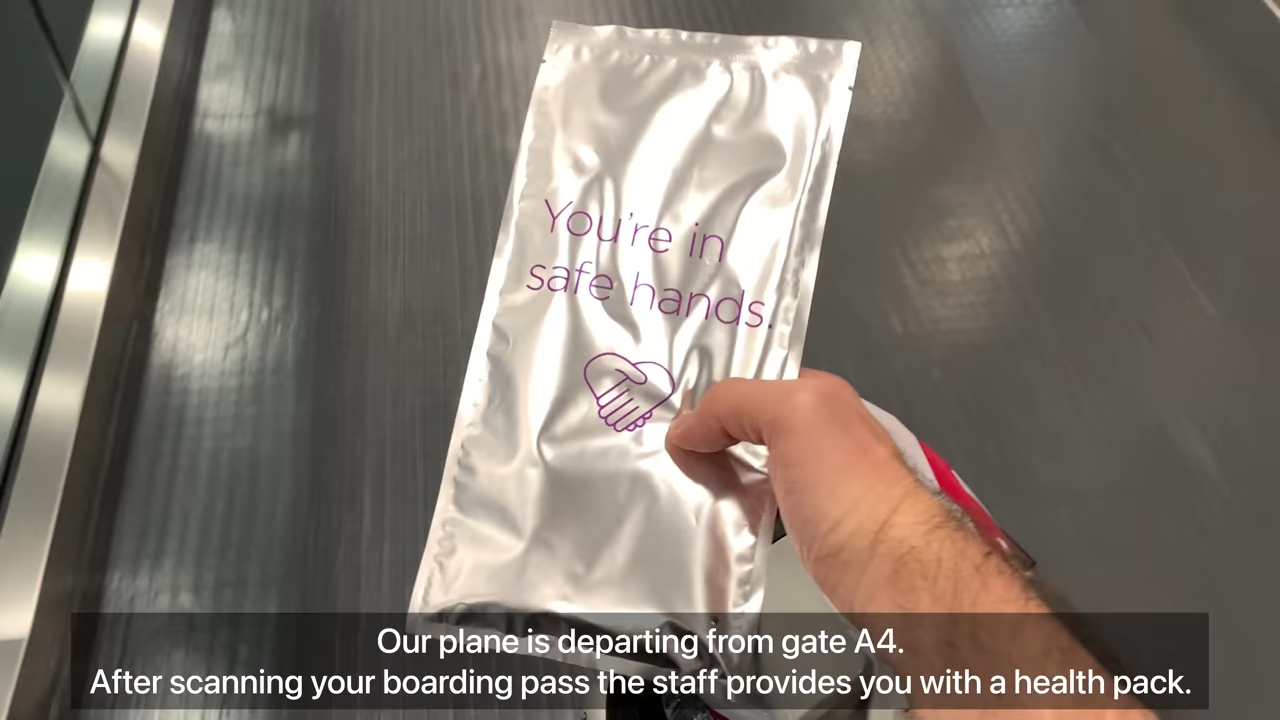 You're in
safe hands.
Our plane is departing from gate A4.
After scanning your boarding pass the staff provides you with a health pack.